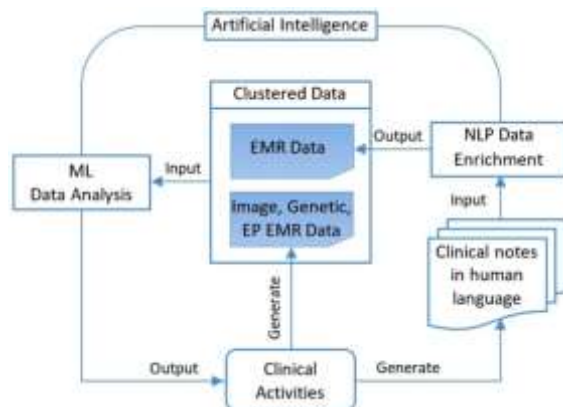 Artificial Intelligence
Clustered Data
EMR Data
Output
NLP Data
Enrichment
ML
Data Analysis
Input
Image, Genetic,
EP EMR Data
Input
Clinical notes
in human
language
Generate
Output
Clinical
Activities
Generate